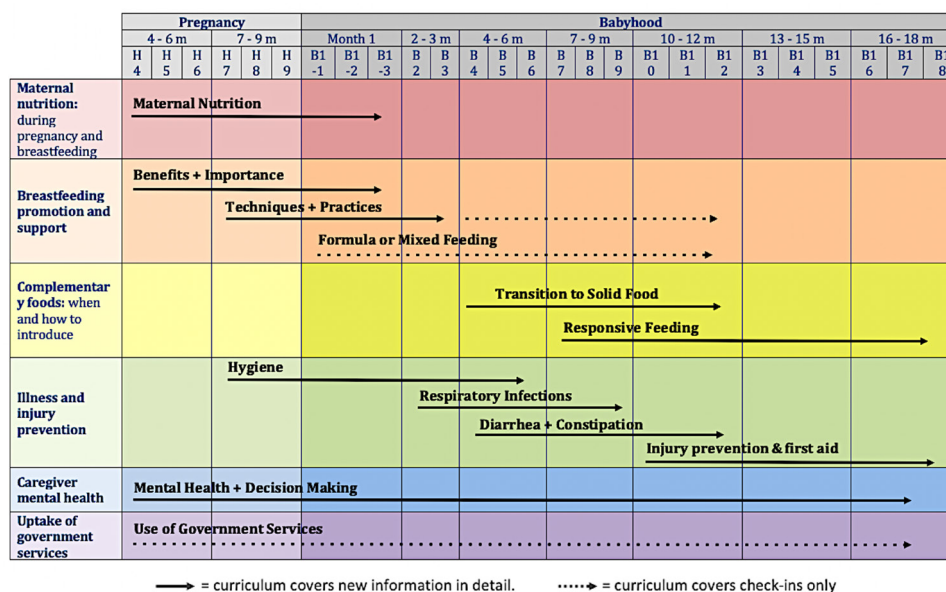 Pregnancy Babyhood
4 - 6 m 7 - 9 m Month 1 2 - 3 m 4 - 6 m 7 - 9 m 10 - 12 m 13 - 15 m 16 - 18 m
H H H H H H B1 B1 B1 B B B B B B B B B1 B1 B1 B1 B1 B1 B1 B1 B1
4 5 6 7 8 9 -1 -2 -3 2 3 4 5 6 7 8 9 0 1 2 3 4 5 6 7 8
Maternal
nutrition:
during
pregnancy and
breastfeeding
Maternal Nutrition
Breastfeeding
promotion and
support
Benefits + Importance
Techniques + Practices
Formula or Mixed Feeding
Complementar
y foods: when
and how to
introduce
Transition to Solid Food
Responsive Feeding
Illness and
injury
prevention
Hygiene
Respiratory Infections
Diarrhea + Constipation
Injury prevention & first aid
Caregiver
mental health
Mental Health + Decision Making
Uptake of
government
services
Use of Government Services
= curriculum covers new information in detail. = curriculum covers check-ins only